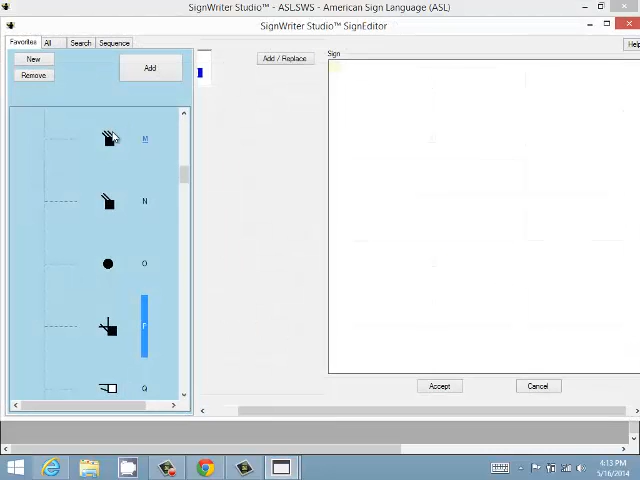 SignWriter Studio™ - ASL.SWS - American Sign Language (ASL)
SignWriter Studio™ SignEditor
Favorites All Search Sequence
Help
New
Remove
Add
Add / Replace
Sign
M
N
O
P
Q
Accept
Cancel
4:13 PM
5/16/2014